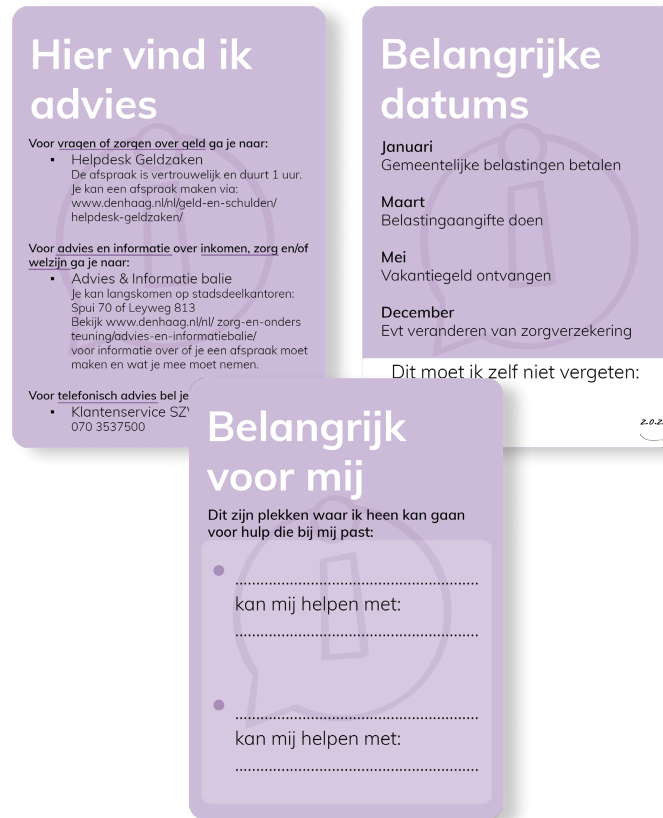 Hier vind ik
advies
Voor vragen of zorgen over geld ga je naar:
▪ Helpdesk Geldzaken
De afspraak is vertrouwelijk en duurt 1 uur.
Je kan een afspraak maken via:
www.denhaag.nl/nl/geld-en-schulden/
helpdesk-geldzaken/
Voor advies en informatie over inkomen, zorg en/of
welzijn ga je naar:
▪ Advies & Informatie balie
Je kan langskomen op stadsdeelkantoren:
Spui 70 of Leyweg 813
Bekijk www.denhaag.nl/nl/ zorg-en-onders
teuning/advies-en-informatiebalie/
voor informatie over of je een afspraak moet
maken en wat je mee moet nemen.
Voor telefonisch advies bel je
▪ Klantenservice SZ
070 3537500
Belangrijke
datums
Januari
Gemeentelijke belastingen betalen
Maart
Belastingaangifte doen
Mei
Vakantiegeld ontvangen
December
Evt veranderen van zorgverzekering
Dit moet ik zelf niet vergeten:
Belangrijk
voor mij
Dit zijn plekken waar ik heen kan gaan
voor hulp die bij mij past:
● ................................................
kan mij helpen met:
................................................
● ................................................
kan mij helpen met:
................................................